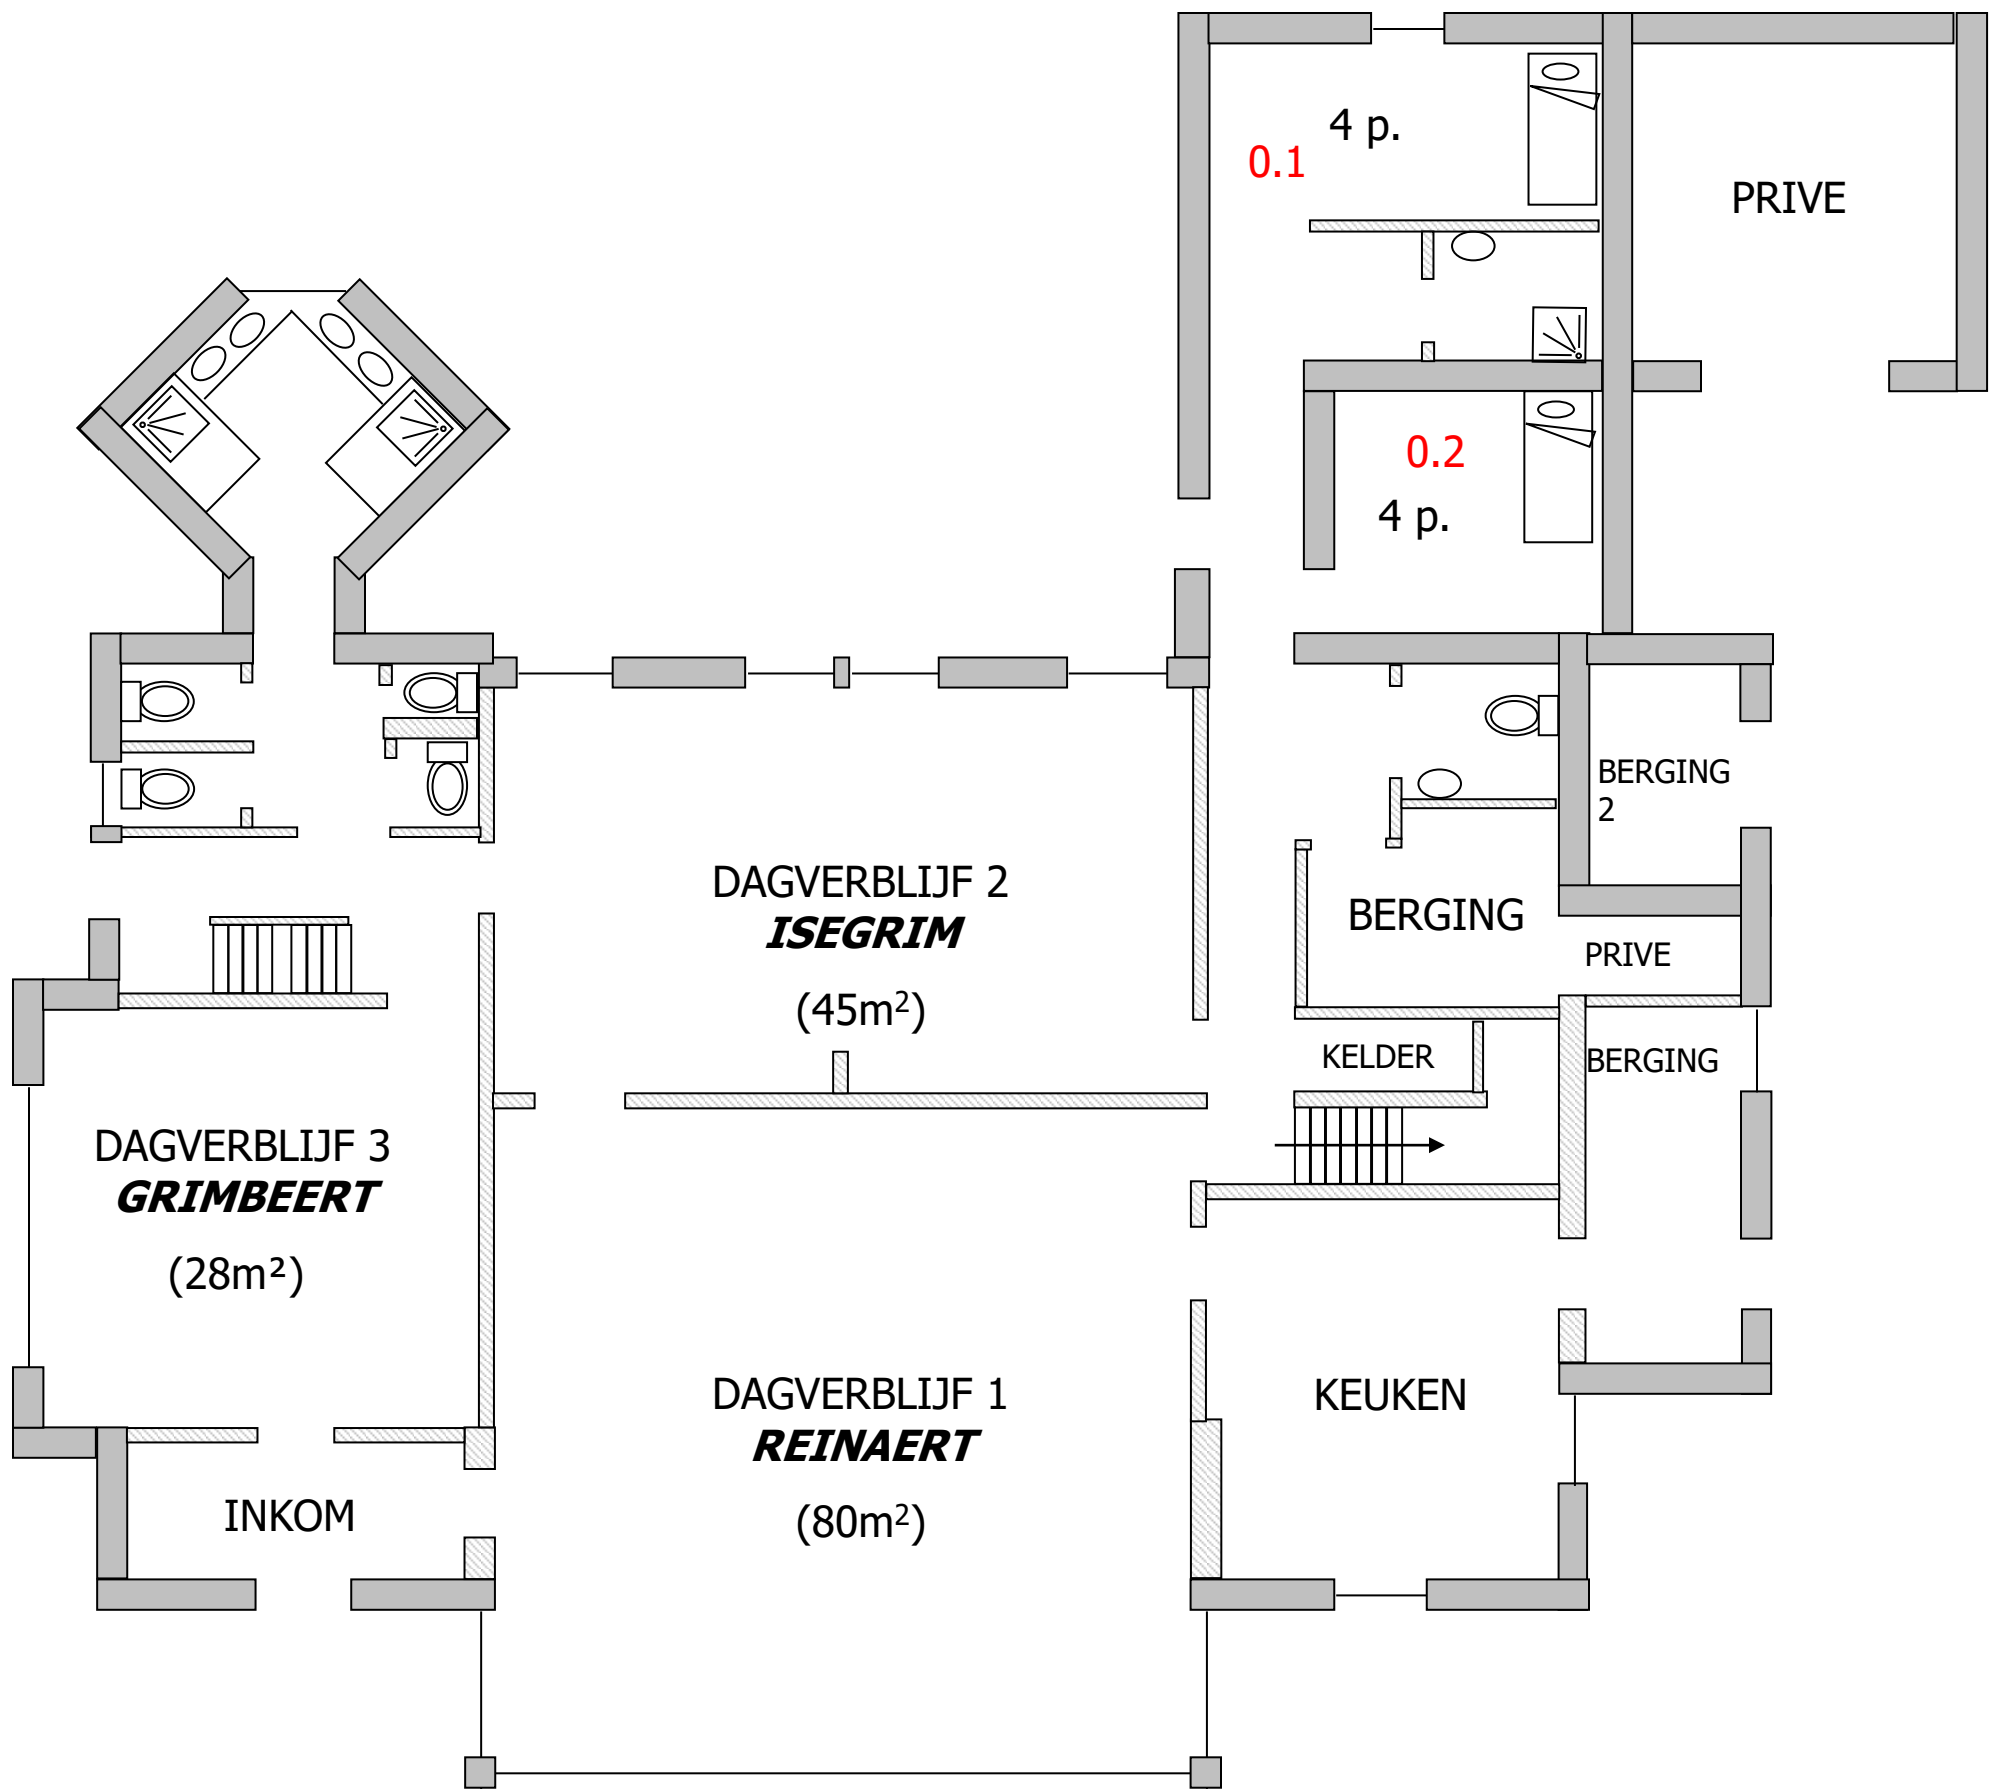 4 p.
0.1
PRIVE
0.2
4 p.
BERGING
2
DAGVERBLIJF 2
ISEGRIM
(45m²)
BERGING
PRIVE
KELDER
BERGING
DAGVERBLIJF 3
GRIMBEERT
(28m²)
DAGVERBLIJF 1
REINAERT
(80m²)
KEUKEN
INKOM